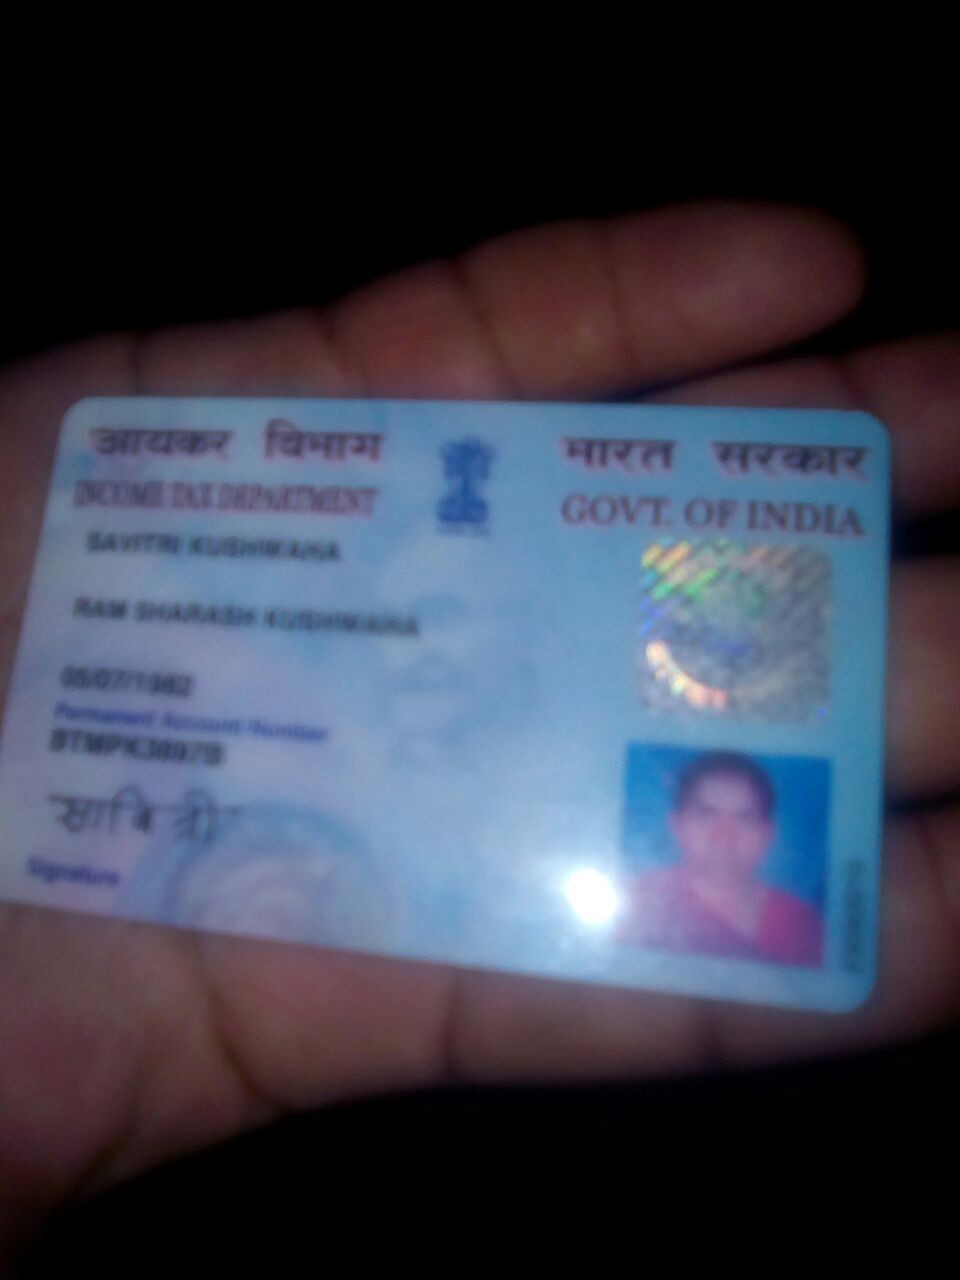 आयकर विभाग
INCOME TAX DEPARTMENT
भारत सरकार
GOVT. OF INDIA
SAVITRI KUSHWAHA
RAM SHARASH KUSHWAHA
05/07/1982
Permanent Account Number
BTMPK3897B
सावित्री
Signature